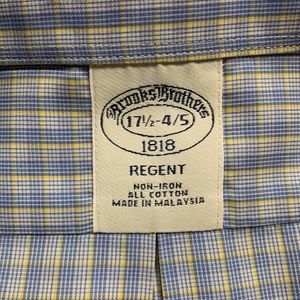 Brooks Brothers
17½-4/5
1818
REGENT
NON-IRON
ALL COTTON
MADE IN MALAYSIA